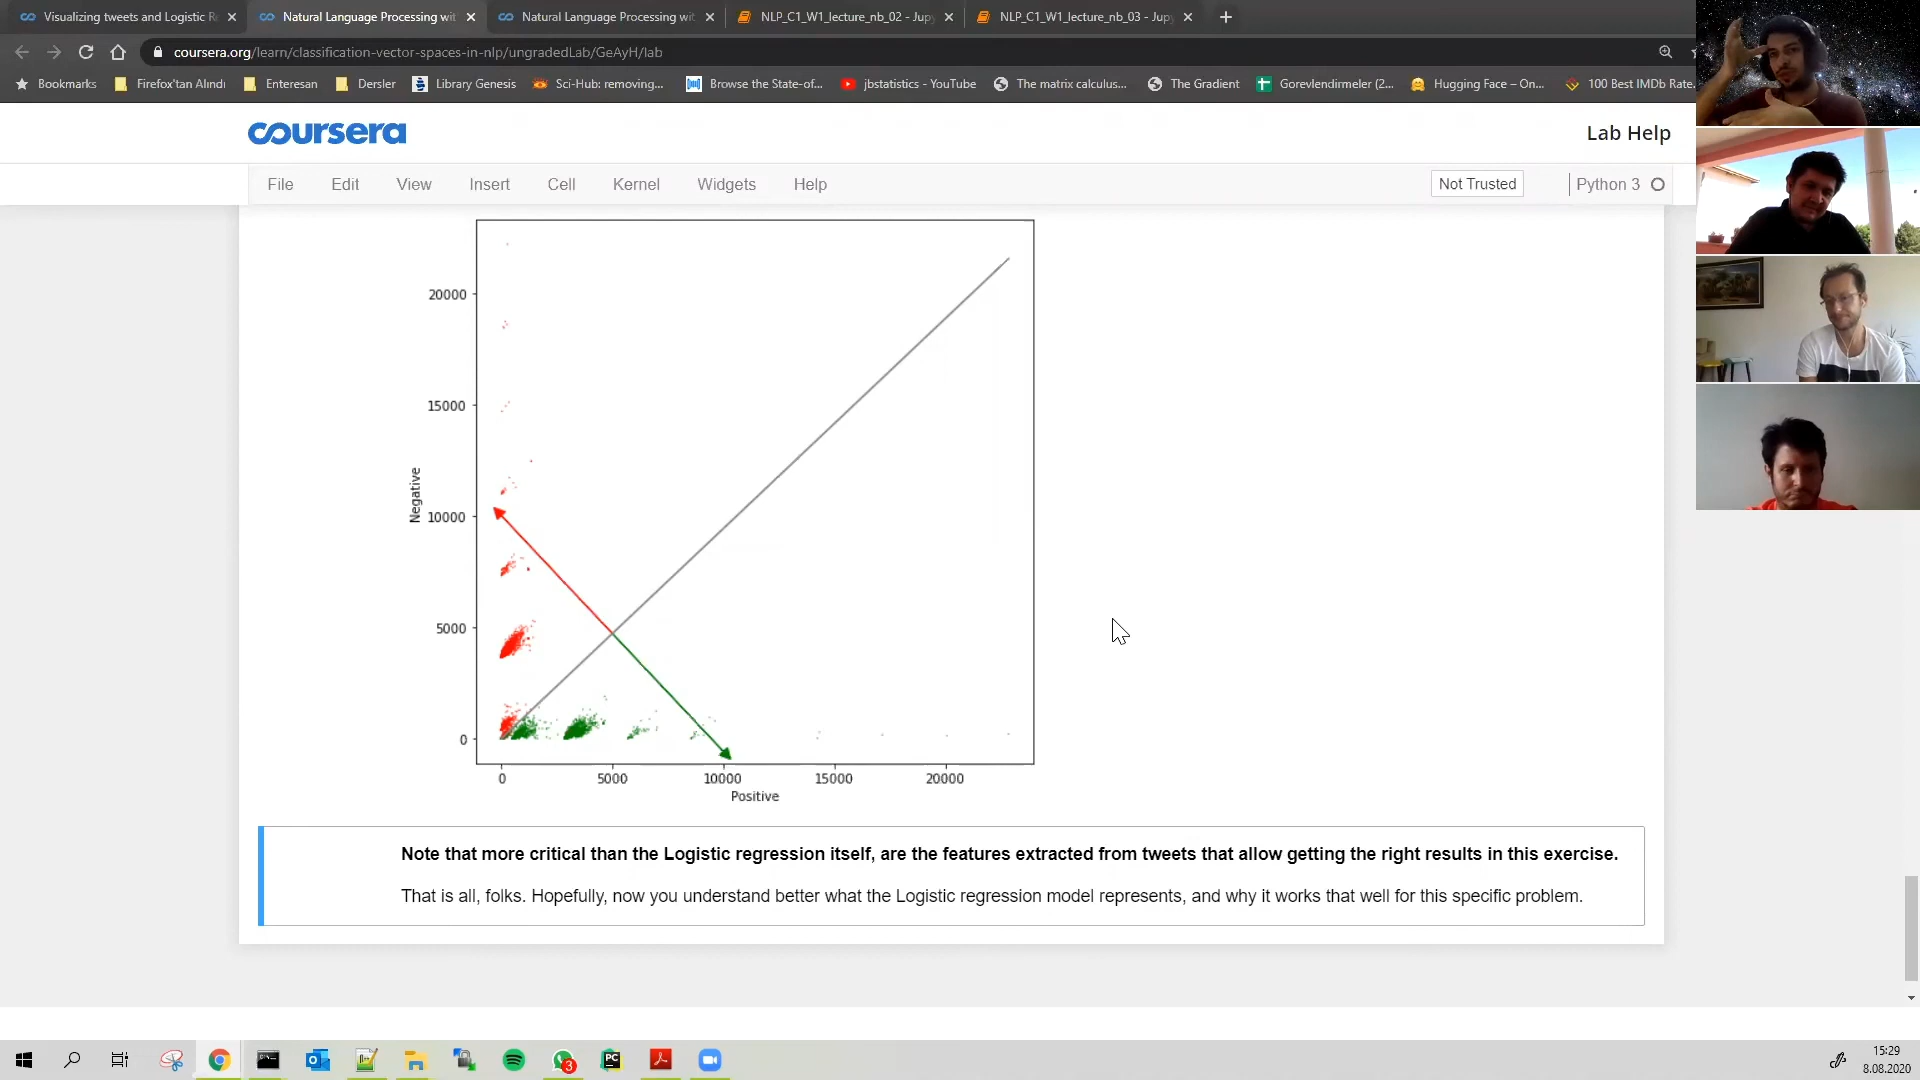 Visualizing tweets and Logistic R
Natural Language Processing wit
Natural Language Processing wit
NLP_C1_W1_lecture_nb_02 - Jup
NLP_C1_W1_lecture_nb_03 - Jup
coursera.org/learn/classification-vector-spaces-in-nlp/ungradedLab/GeAyH/lab
Bookmarks
Firefox'tan Alındı
Enteresan
Dersler
Library Genesis
Sci-Hub: removing...
Browse the State-of...
jbstatistics - YouTube
The matrix calculus...
The Gradient
Gorevlendirmeler (2...
Hugging Face – On...
100 Best IMDb Rate.
coursera
Lab Help
File Edit View Insert Cell Kernel Widgets Help
Not Trusted
Python 3
20000
15000
Negative
10000
5000
0
0 5000 10000 15000 20000
Positive
Note that more critical than the Logistic regression itself, are the features extracted from tweets that allow getting the right results in this exercise.
That is all, folks. Hopefully, now you understand better what the Logistic regression model represents, and why it works that well for this specific problem.
3
PC
15:29
8.08.2020